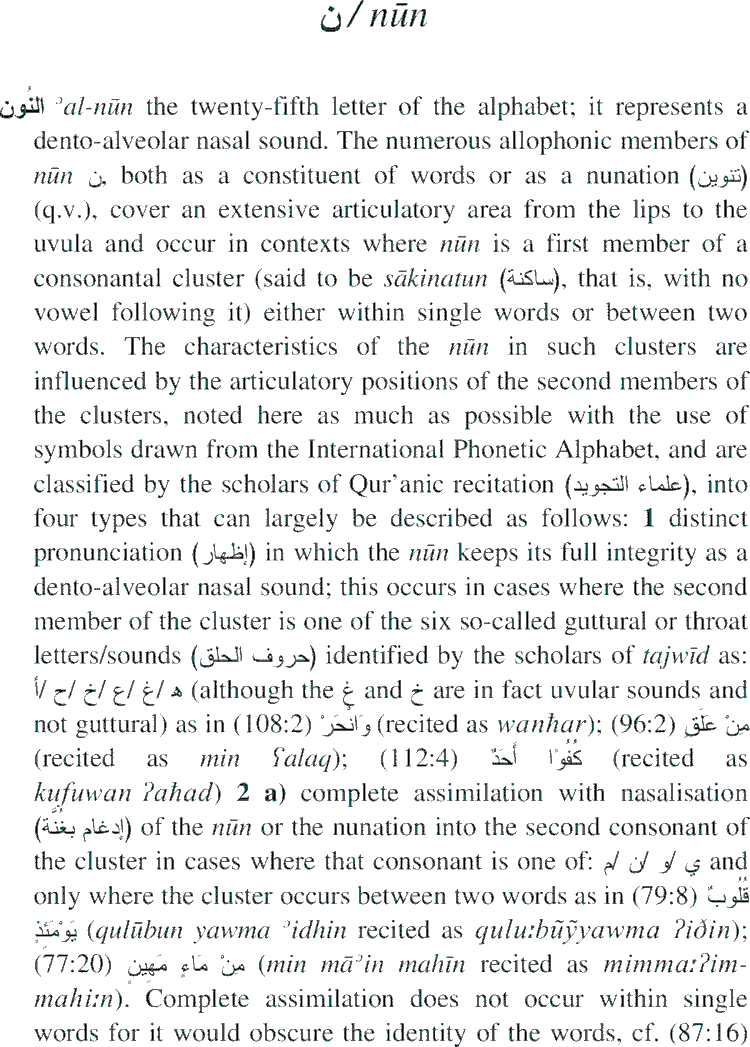 ن / nūn
النُون ʾal-nūn the twenty-fifth letter of the alphabet; it represents a
dento-alveolar nasal sound. The numerous allophonic members of
nūn ن, both as a constituent of words or as a nunation (تنوين)
(q.v.), cover an extensive articulatory area from the lips to the
uvula and occur in contexts where nūn is a first member of a
consonantal cluster (said to be sākinatun (ساكنة), that is, with no
vowel following it) either within single words or between two
words. The characteristics of the nūn in such clusters are
influenced by the articulatory positions of the second members of
the clusters, noted here as much as possible with the use of
symbols drawn from the International Phonetic Alphabet, and are
classified by the scholars of Qur'anic recitation (علماء التجويد), into
four types that can largely be described as follows: 1 distinct
pronunciation (إظهار) in which the nūn keeps its full integrity as a
dento-alveolar nasal sound; this occurs in cases where the second
member of the cluster is one of the six so-called guttural or throat
letters/sounds (حروف الحلق) identified by the scholars of tajwīd as:
ه /غ /ع /خ /ح /أ (although the غ and خ are in fact uvular sounds and
not guttural) as in (108:2) وَانْحَرْ (recited as wanħar); (96:2) مِنْ عَلَقٍ
(recited as min ʕalaq); (112:4) كُفُوًا أَحَدٌ (recited as
kufuwan ʔaħad) 2 a) complete assimilation with nasalisation
(إدغام بغُنَّة) of the nūn or the nunation into the second consonant of
the cluster in cases where that consonant is one of: ي /و /ن /م and
only where the cluster occurs between two words as in (79:8) قُلُوبٌ
يَوْمَئِذٍ (qulūbun yawma ʾidhin recited as qulu:bũỹyawma ʔiðin);
(77:20) مِنْ مَاءٍ مَهِينٍ (min māʾin mahīn recited as mimma:ʔim-
mahi:n). Complete assimilation does not occur within single
words for it would obscure the identity of the words, cf. (87:16)